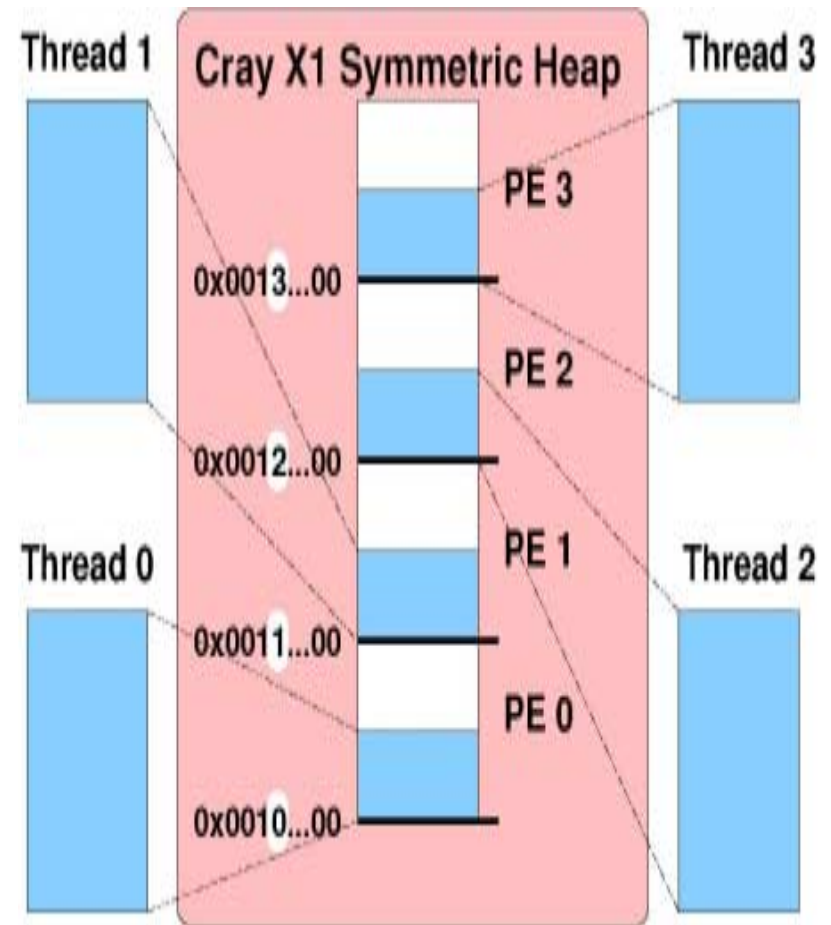 Thread 1
Cray X1 Symmetric Heap
Thread 3
PE 3
0x0013...00
PE 2
0x0012...00
Thread 0
PE 1
Thread 2
0x0011...00
PE 0
0x0010...00